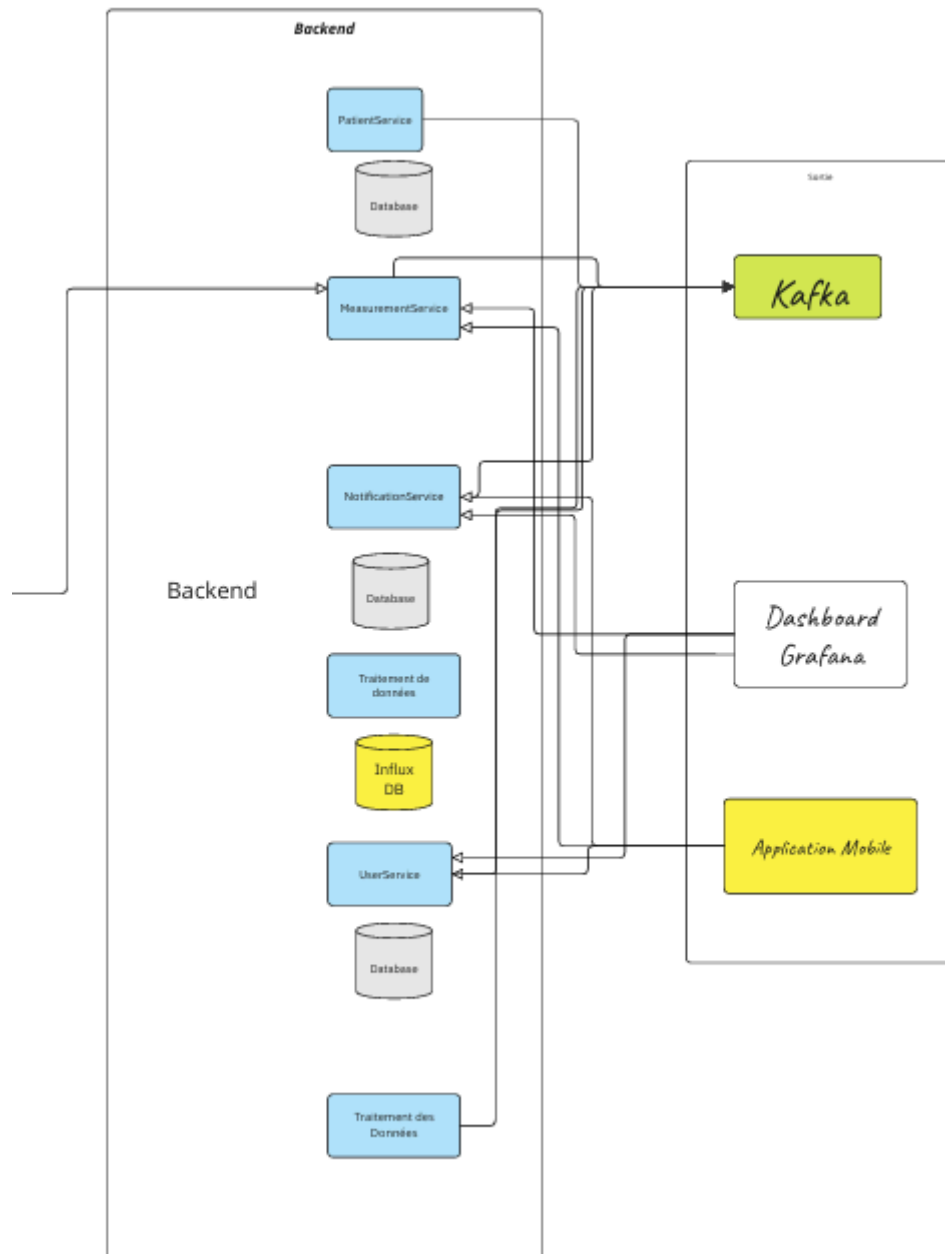 Backend
PatientService
Database
Sortie
Kafka
MeasurementService
NotificationService
Backend
Database
Dashboard
Grafana
Traitement de
données
Influx
DB
Application Mobile
UserService
Database
Traitement des
Données